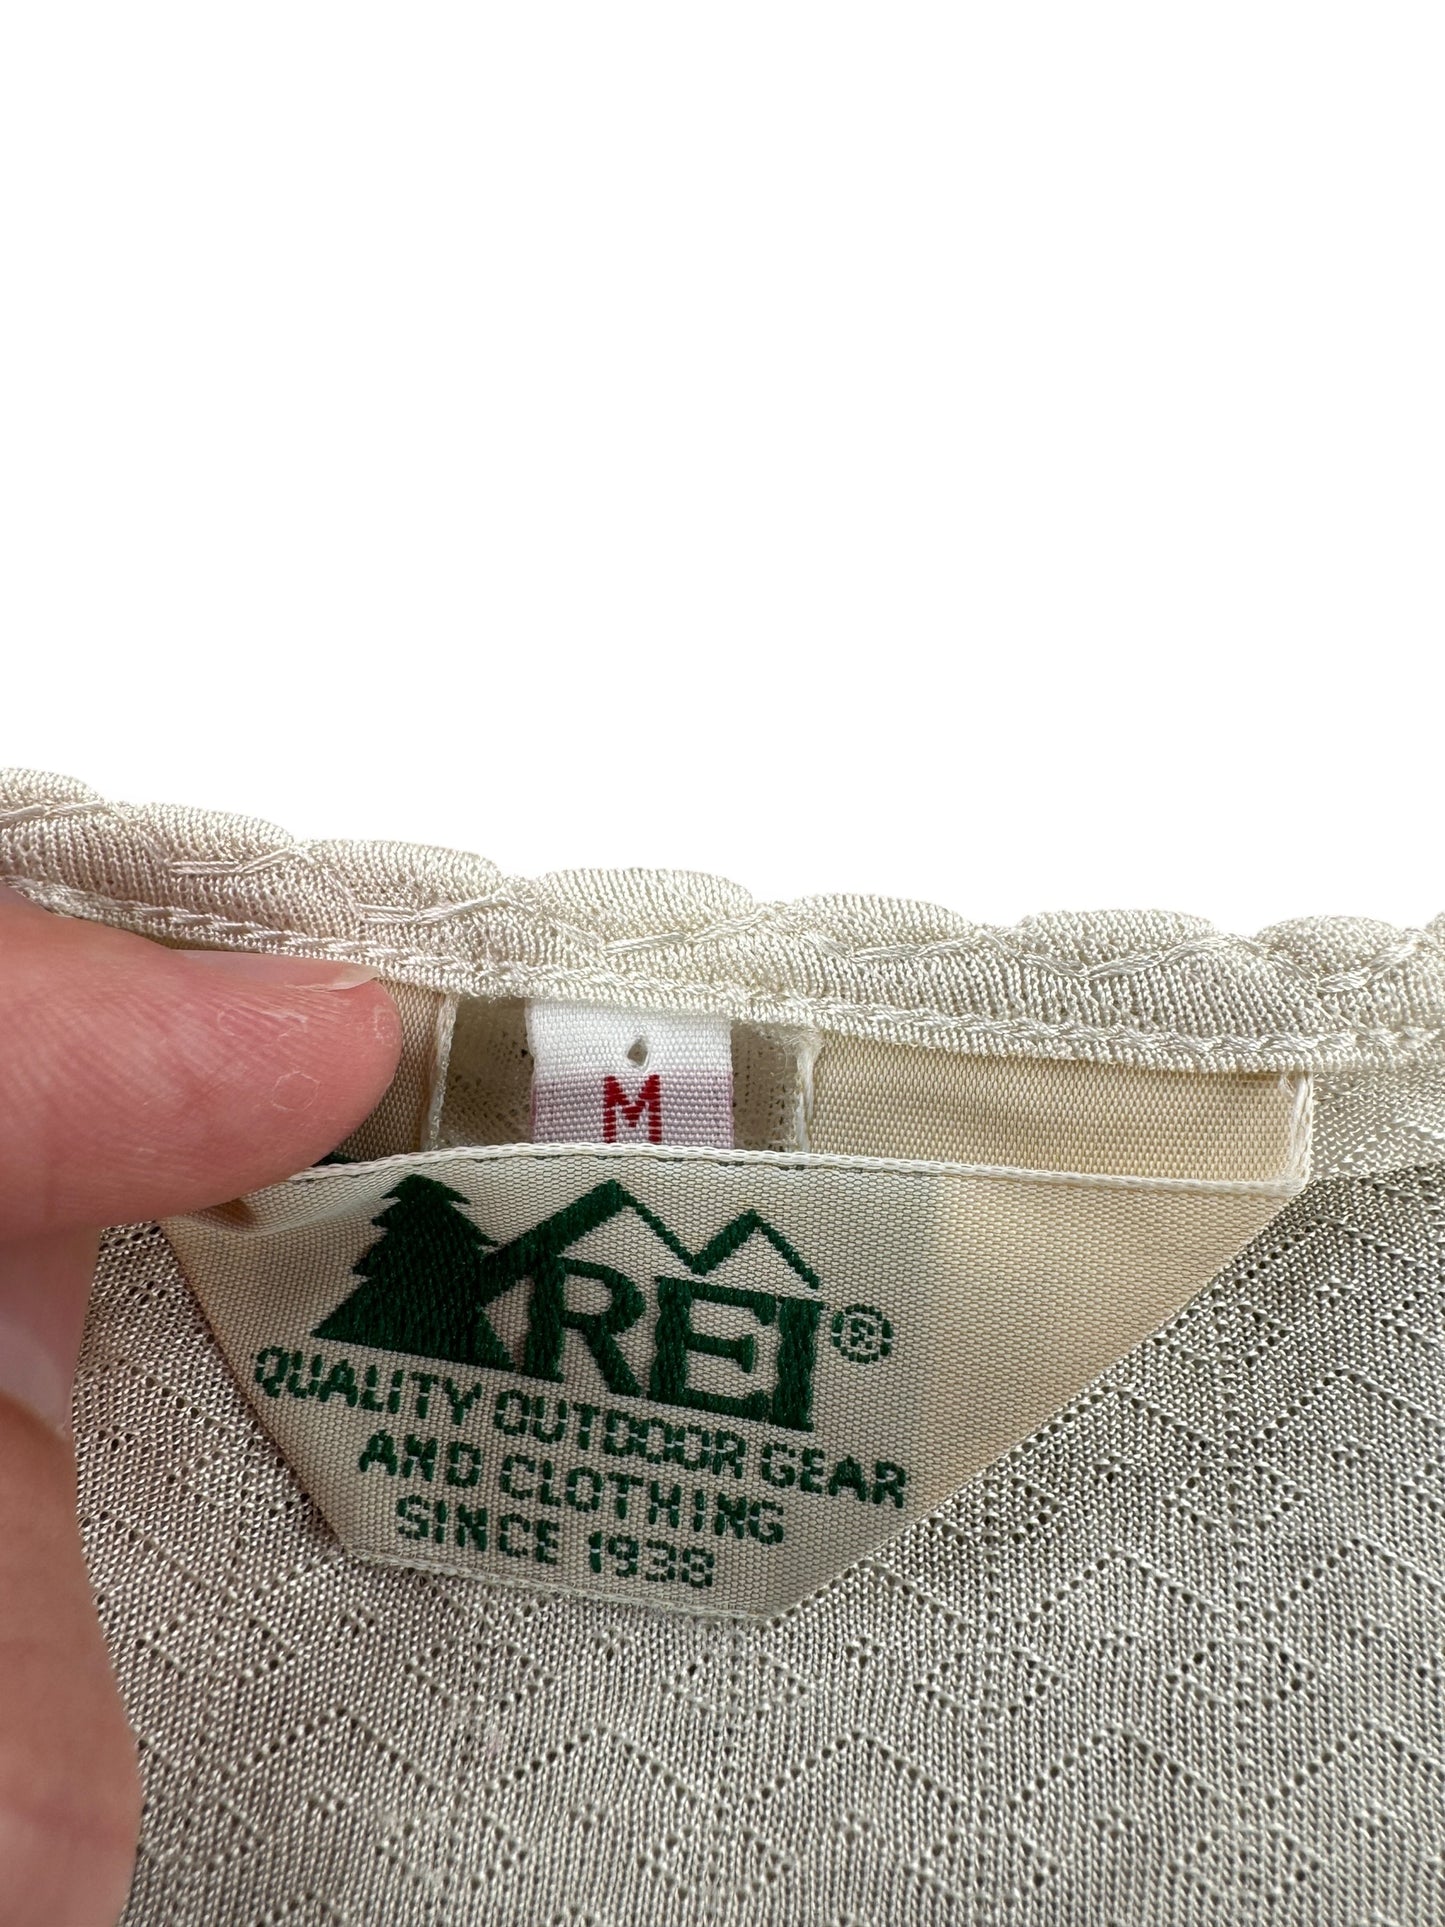 M
REI®
QUALITY OUTDOOR GEAR
AND CLOTHING
SINCE 1938